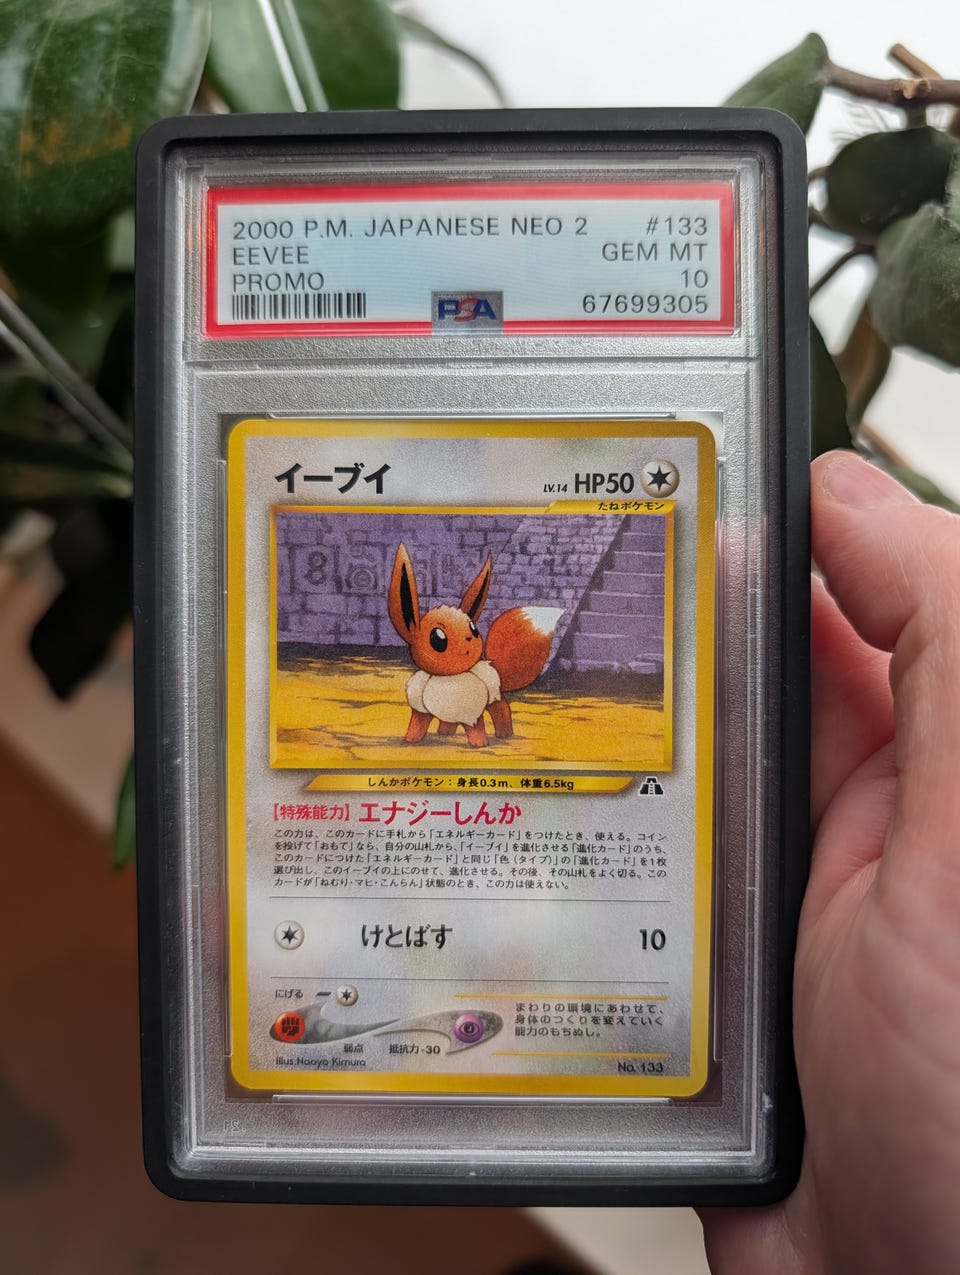 2000 P.M. JAPANESE NEO 2 #133
EEVEE GEM MT
PROMO 10
PSA 67699305
イーブイ LV.14 HP50
たねポケモン
しんかポケモン：身長0.3m、体重6.5kg
【特殊能力】エナジーしんか
この力は、このカードに手札から「エネルギーカード」をつけたとき、使える。コイン
を投げて「おもて」なら、自分の山札から、「イーブイ」を進化させる「進化カード」のうち、
このカードにつけた「エネルギーカード」と同じ「色（タイプ）」の「進化カード」を1枚
選び出し、このイーブイの上にのせて、進化させる。その後、その山札をよく切る。この
カードが「ねむり・マヒ・こんらん」状態のとき、この力は使えない。
けとばす 10
にげる
弱点 抵抗力-30
まわりの環境にあわせて、
身体のつくりを変えていく
能力のもちぬし。
Illus.Naoyo Kimura
No. 133